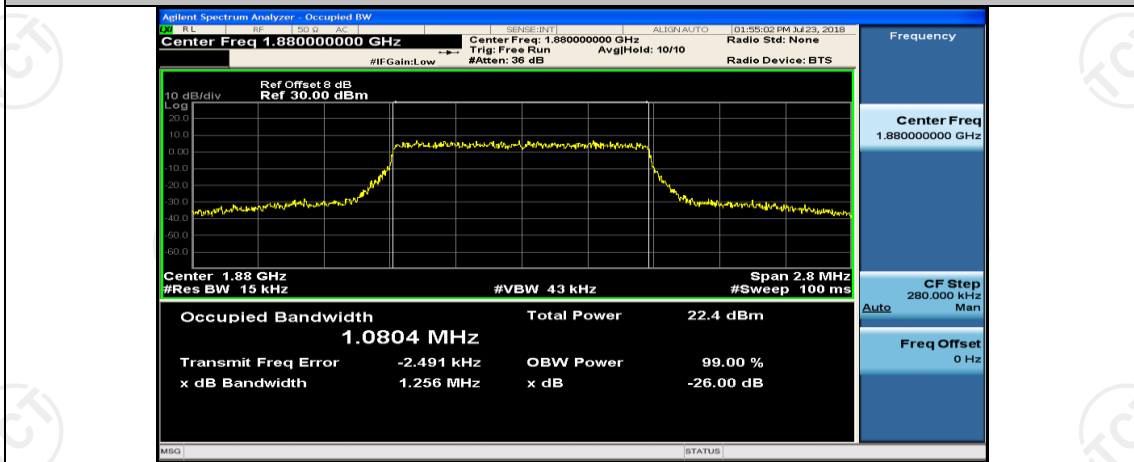 Agilent Spectrum Analyzer - Occupied BW
LXI RL RF 50 Ω AC SENSE:INT ALIGN AUTO 01:55:02 PM Jul 23, 2018
Center Freq 1.880000000 GHz Center Freq: 1.880000000 GHz Radio Std: None
Trig: Free Run Avg|Hold: 10/10
#IFGain:Low #Atten: 36 dB Radio Device: BTS
Ref Offset 8 dB
10 dB/div Ref 30.00 dBm
Log
20.0
10.0
0.00
-10.0
-20.0
-30.0
-40.0
-50.0
-60.0
Center 1.88 GHz Span 2.8 MHz
#Res BW 15 kHz #VBW 43 kHz #Sweep 100 ms
Occupied Bandwidth Total Power 22.4 dBm
1.0804 MHz
Transmit Freq Error -2.491 kHz OBW Power 99.00 %
x dB Bandwidth 1.256 MHz x dB -26.00 dB
MSG STATUS
Frequency
Center Freq
1.880000000 GHz
CF Step
280.000 kHz
Auto Man
Freq Offset
0 Hz
TCT
TCT